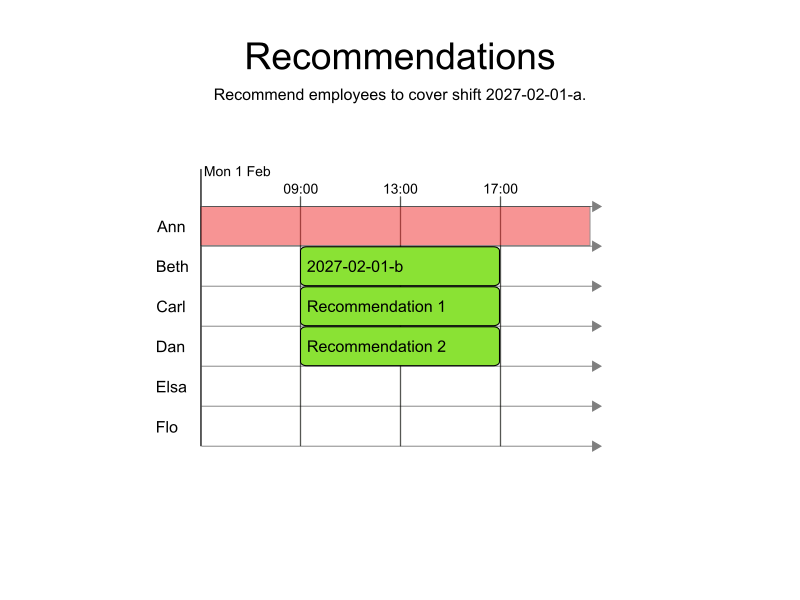 Recommendations
Recommend employees to cover shift 2027-02-01-a.
Mon 1 Feb
09:00 13:00 17:00
Ann
Beth 2027-02-01-b
Carl Recommendation 1
Dan Recommendation 2
Elsa
Flo